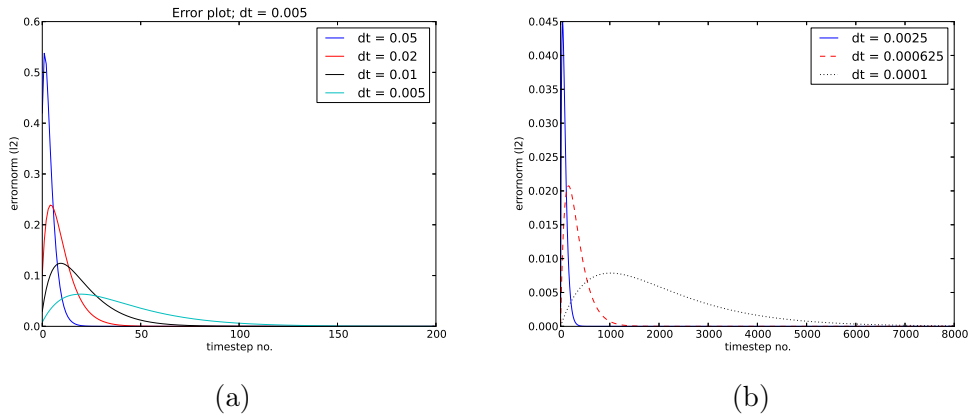 Error plot; dt = 0.005
0.6
0.5
0.4
0.3
0.2
0.1
0.0
errornorm (l2)
0 50 100 150 200
timestep no.
dt = 0.05
dt = 0.02
dt = 0.01
dt = 0.005
(a)
0.045
0.040
0.035
0.030
0.025
0.020
0.015
0.010
0.005
0.000
errornorm (l2)
0 1000 2000 3000 4000 5000 6000 7000 8000
timestep no.
dt = 0.0025
dt = 0.000625
dt = 0.0001
(b)